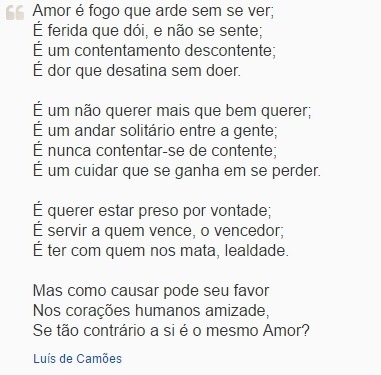 Amor é fogo que arde sem se ver;
É ferida que dói, e não se sente;
É um contentamento descontente;
É dor que desatina sem doer.
É um não querer mais que bem querer;
É um andar solitário entre a gente;
É nunca contentar-se de contente;
É um cuidar que se ganha em se perder.
É querer estar preso por vontade;
É servir a quem vence, o vencedor;
É ter com quem nos mata, lealdade.
Mas como causar pode seu favor
Nos corações humanos amizade,
Se tão contrário a si é o mesmo Amor?
Luís de Camões